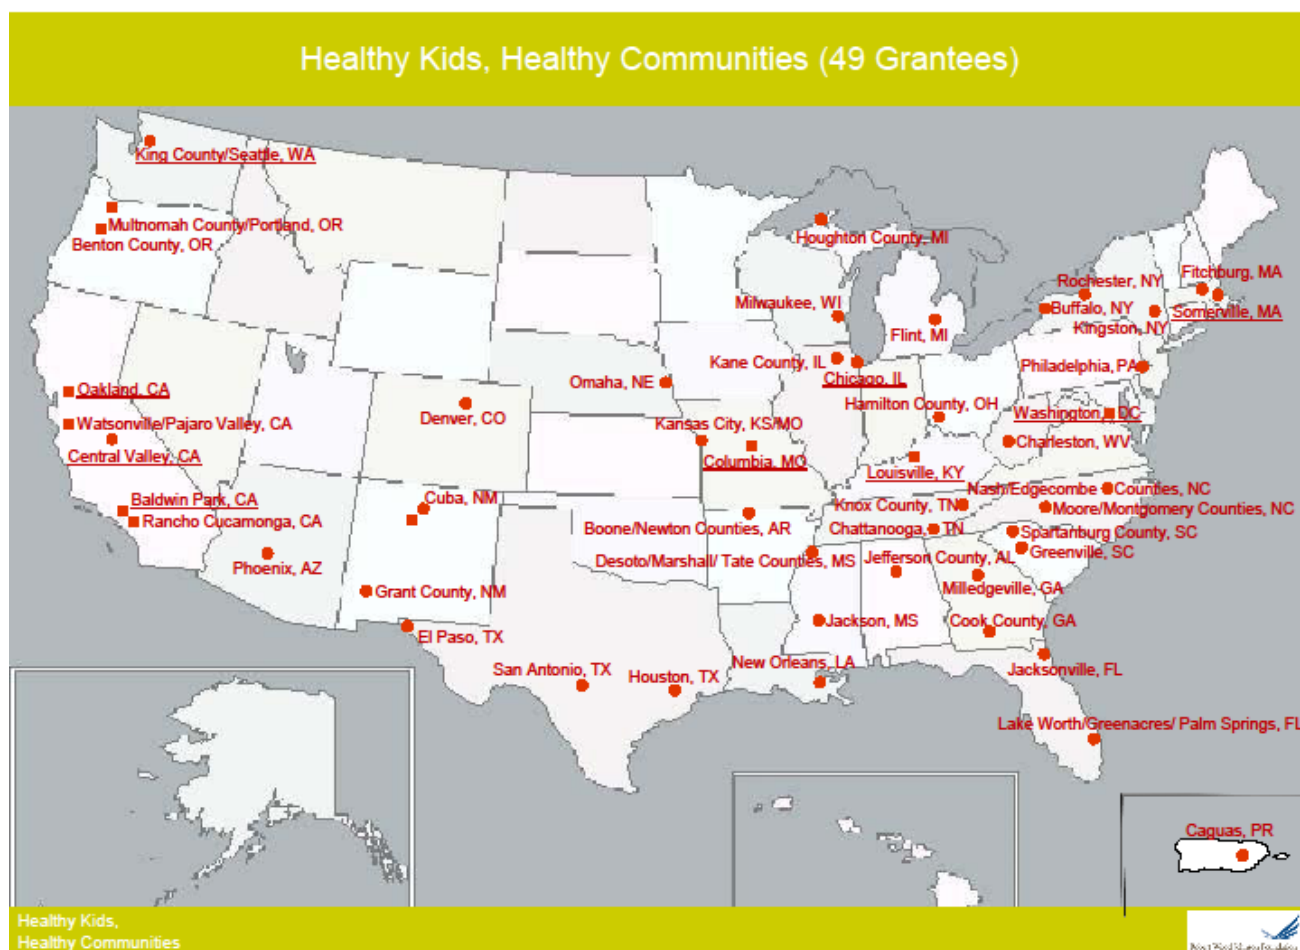 Healthy Kids, Healthy Communities (49 Grantees)
King County/Seattle, WA
Multnomah County/Portland, OR
Benton County, OR
Houghton County, MI
Fitchburg, MA
Rochester, NY
Milwaukee, WI
Buffalo, NY
Somerville, MA
Flint, MI
Kingston, NY
Kane County, IL
Philadelphia, PA
Chicago, IL
Omaha, NE
Oakland, CA
Hamilton County, OH
Washington, DC
Denver, CO
Watsonville/Pajaro Valley, CA
Kansas City, KS/MO
Charleston, WV
Central Valley, CA
Columbia, MO
Louisville, KY
Nash/Edgecombe Counties, NC
Baldwin Park, CA
Cuba, NM
Knox County, TN
Moore/Montgomery Counties, NC
Rancho Cucamonga, CA
Boone/Newton Counties, AR
Chattanooga, TN
Spartanburg County, SC
Greenville, SC
Phoenix, AZ
Desoto/Marshall/ Tate Counties, MS
Jefferson County, AL
Milledgeville, GA
Grant County, NM
Jackson, MS
Cook County, GA
El Paso, TX
San Antonio, TX
Houston, TX
New Orleans, LA
Jacksonville, FL
Lake Worth/Greenacres/ Palm Springs, FL
Caguas, PR
Healthy Kids,
Healthy Communities